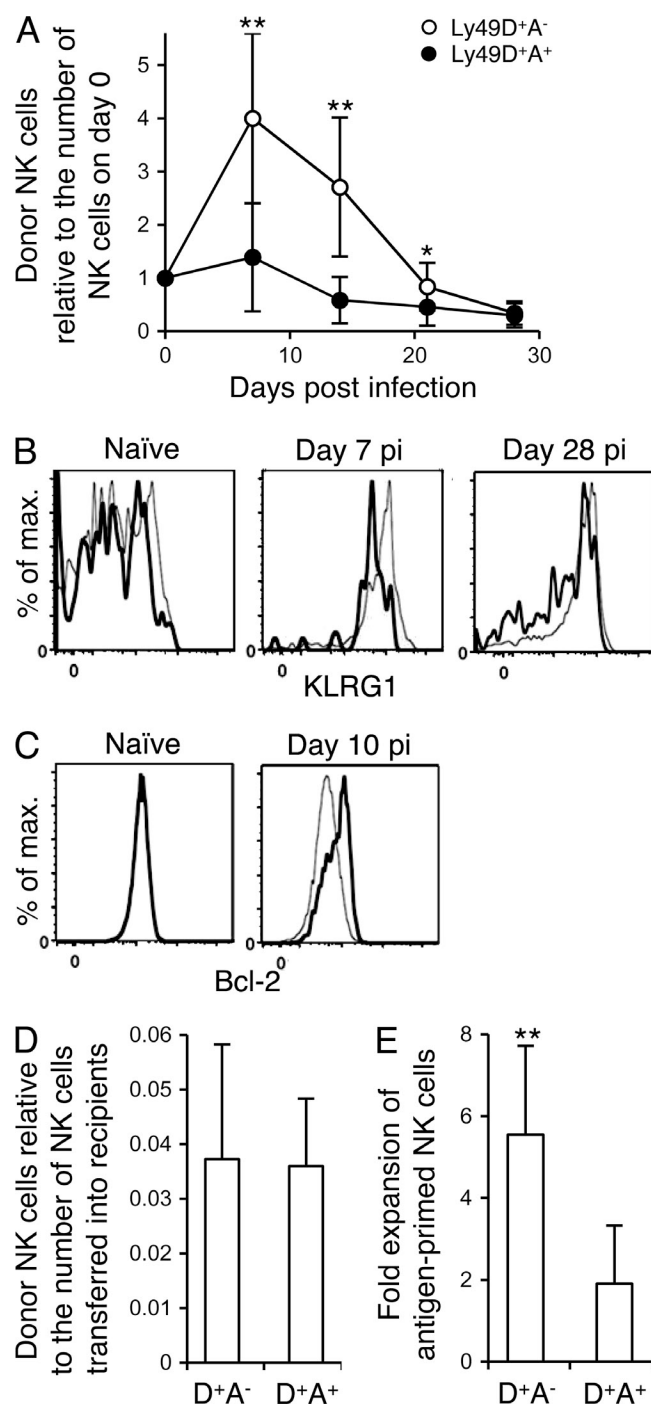 A
Ly49D+A-
Ly49D+A+
Donor NK cells
relative to the number of
NK cells on day 0
5
4
3
2
1
0
**
**
*
0 10 20 30
Days post infection
B
Naïve Day 7 pi Day 28 pi
% of max.
0 0 0
0 0 0
KLRG1
C
Naïve Day 10 pi
% of max.
0 0
0 0
Bcl-2
D
Donor NK cells relative
to the number of NK cells
transferred into recipients
0.06
0.05
0.04
0.03
0.02
0.01
0
D+A- D+A+
E
Fold expansion of
antigen-primed NK cells
8
6
4
2
0
**
D+A- D+A+